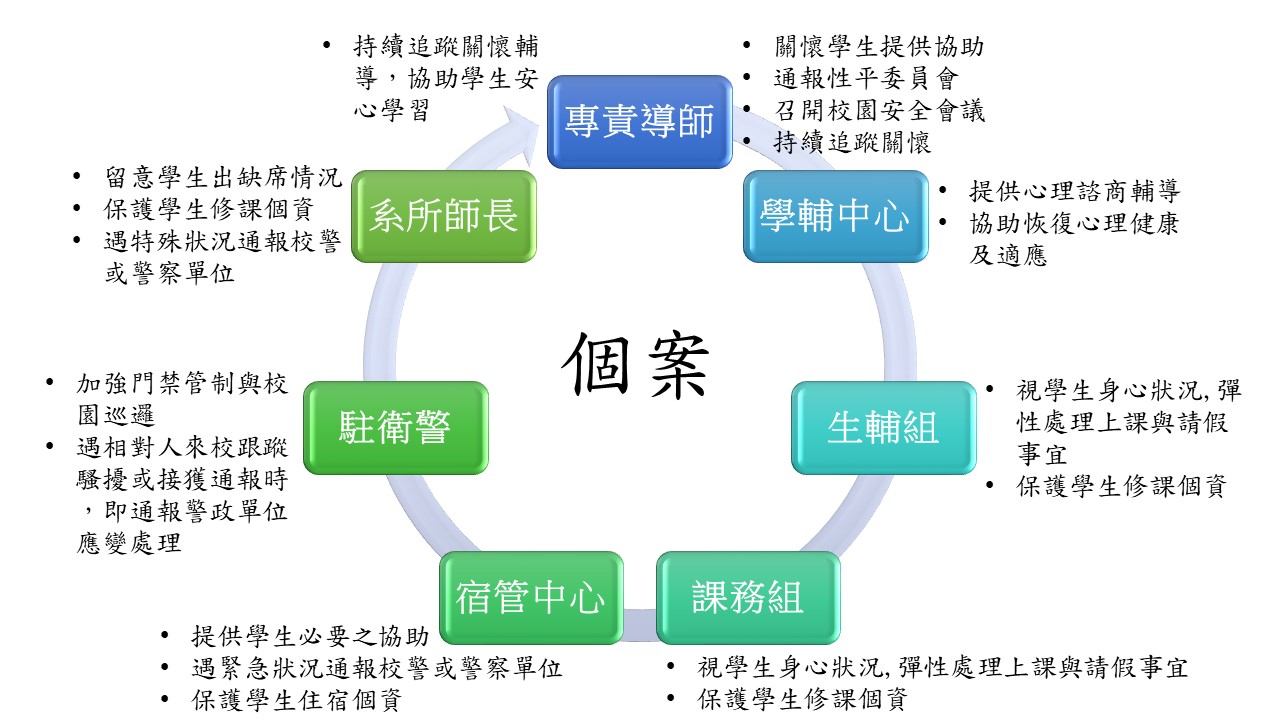 • 持續追蹤關懷輔
導，協助學生安
心學習
專責導師
• 關懷學生提供協助
• 通報性平委員會
• 召開校園安全會議
• 持續追蹤關懷
學輔中心
• 提供心理諮商輔導
• 協助恢復心理健康
及適應
生輔組
• 視學生身心狀況,彈
性處理上課與請假
事宜
• 保護學生修課個資
課務組
• 視學生身心狀況,彈性處理上課與請假事宜
• 保護學生修課個資
宿管中心
• 提供學生必要之協助
• 遇緊急狀況通報校警或警察單位
• 保護學生住宿個資
駐衛警
• 加強門禁管制與校
園巡邏
• 遇相對人來校跟蹤
騷擾或接獲通報時
，即通報警政單位
應變處理
系所師長
• 留意學生出缺席情況
• 保護學生修課個資
• 遇特殊狀況通報校警
或警察單位
個案